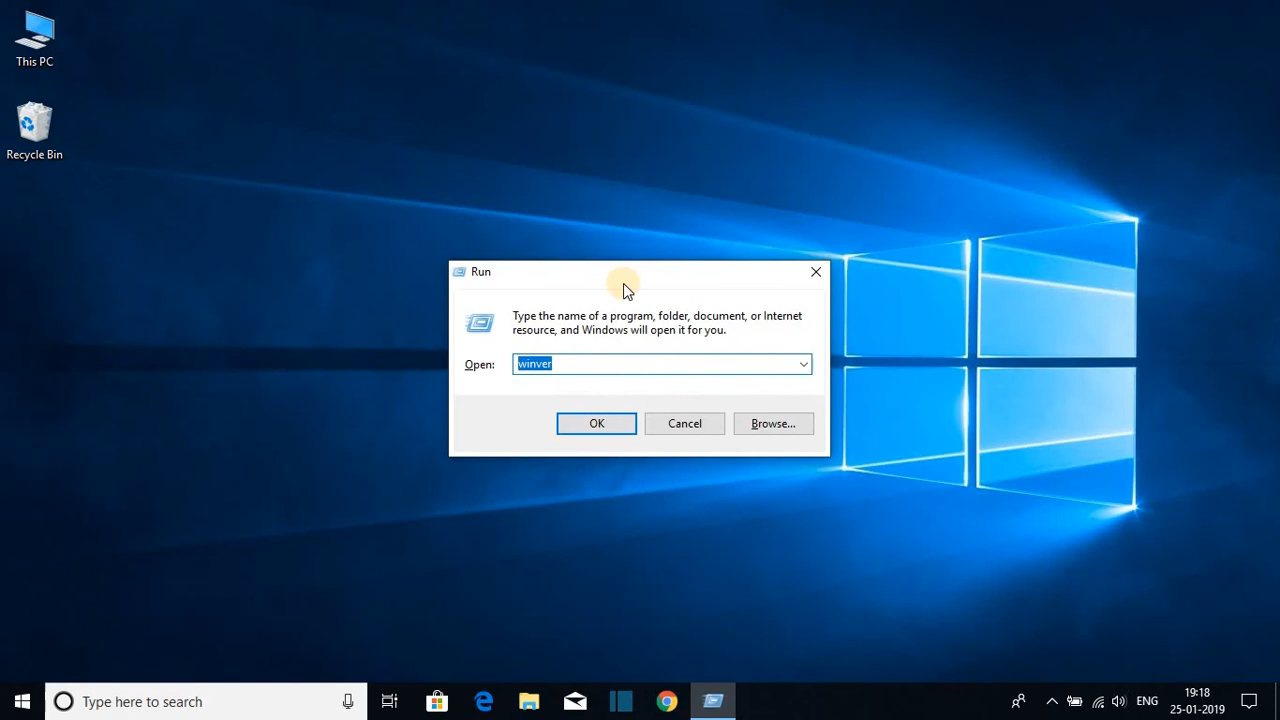 This PC
Recycle Bin
Run
Type the name of a program, folder, document, or Internet
resource, and Windows will open it for you.
Open: winver
OK Cancel Browse...
Type here to search
ENG
19:18
25-01-2019